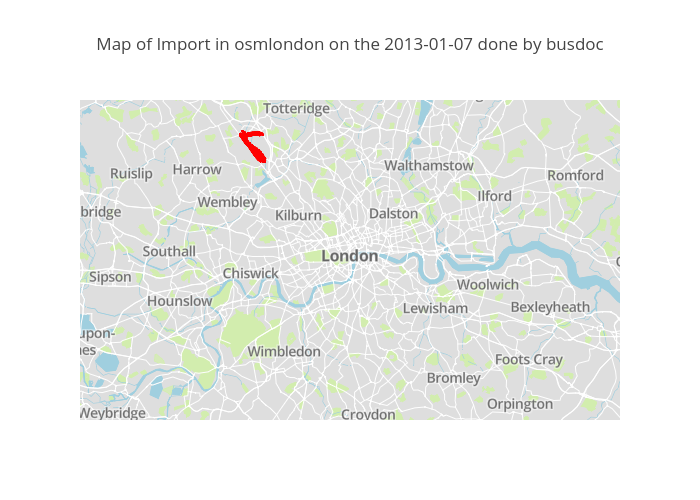 Map of Import in osmlondon on the 2013-01-07 done by busdoc
Totteridge
Walthamstow
Ruislip
Harrow
Romford
Wembley
Ilford
bridge
Kilburn
Dalston
Southall
London
Sipson
Chiswick
Woolwich
Hounslow
Lewisham
Bexleyheath
upon-
nes
Wimbledon
Foots Cray
Bromley
Orpington
Weybridge
Croydon